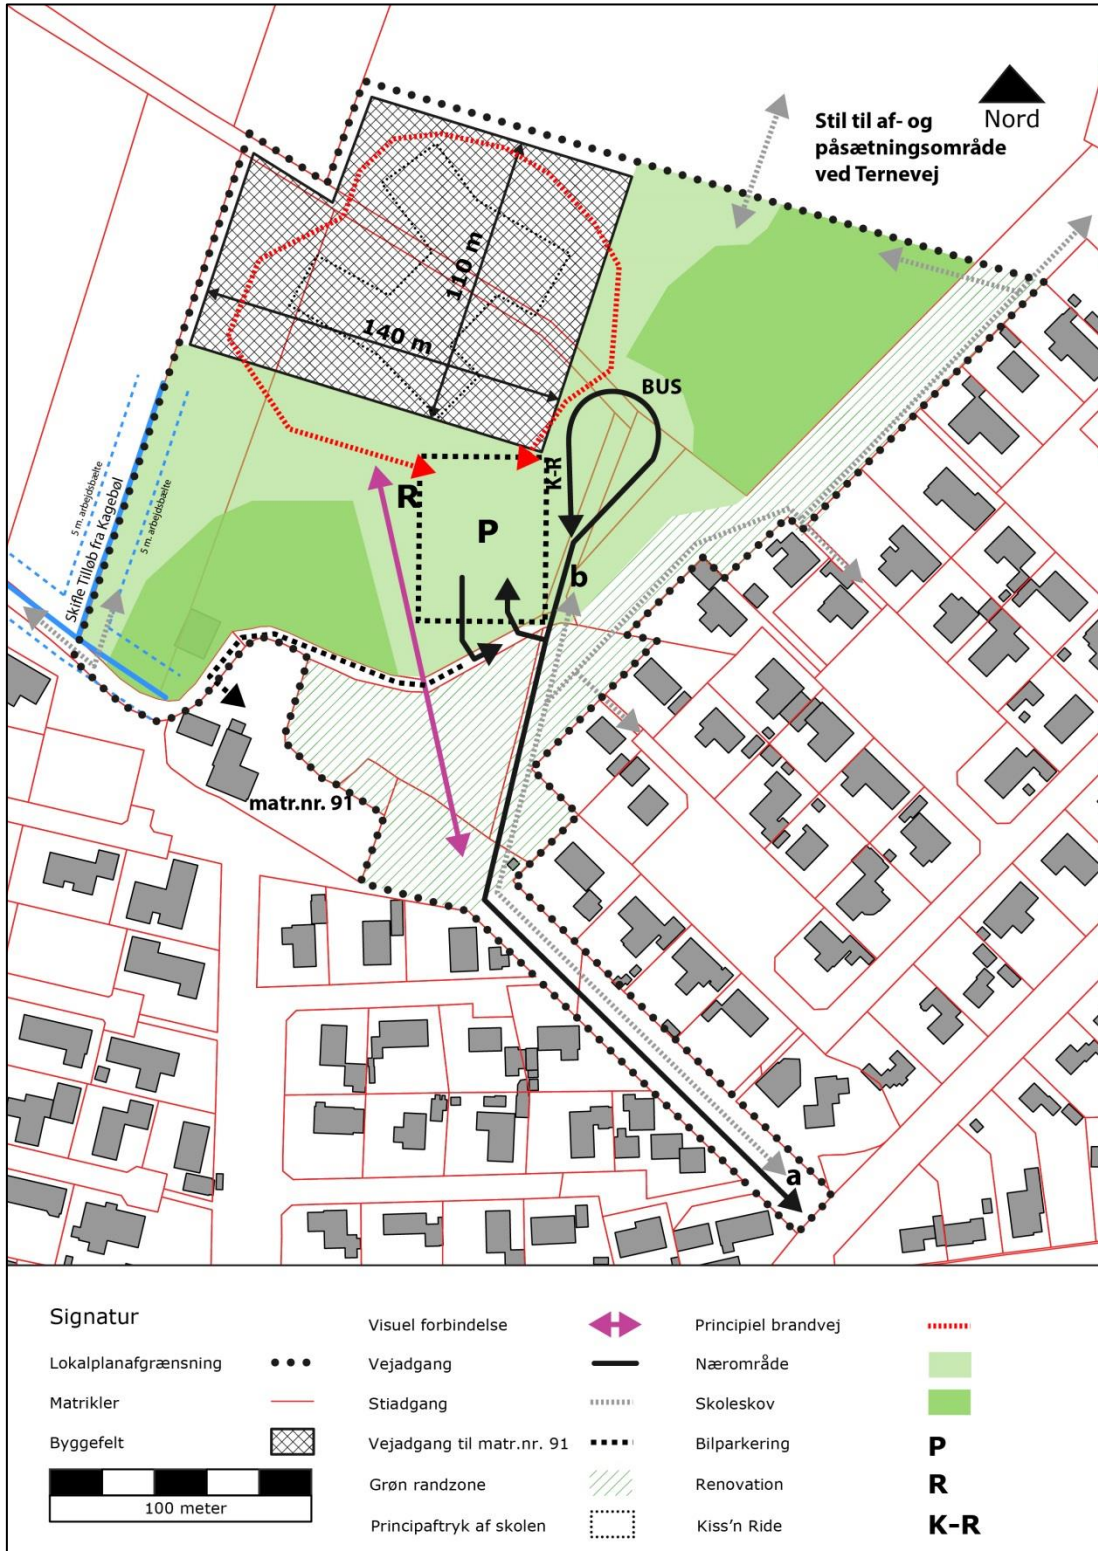 Stil til af- og
påsætningsområde
ved Ternevej
Nord
110 m
140 m
BUS
K-R
R
P
b
5 m. arbejdsbælte
5 m. arbejdsbælte
Skifle Tilløb fra Kagebøl
matr.nr. 91
a
Signatur
Lokalplanafgrænsning
Matrikler
Byggefelt
100 meter
Visuel forbindelse
Vejadgang
Stiadgang
Vejadgang til matr.nr. 91
Grøn randzone
Principaftryk af skolen
Principiel brandvej
Nærområde
Skoleskov
Bilparkering P
Renovation R
Kiss'n Ride K-R